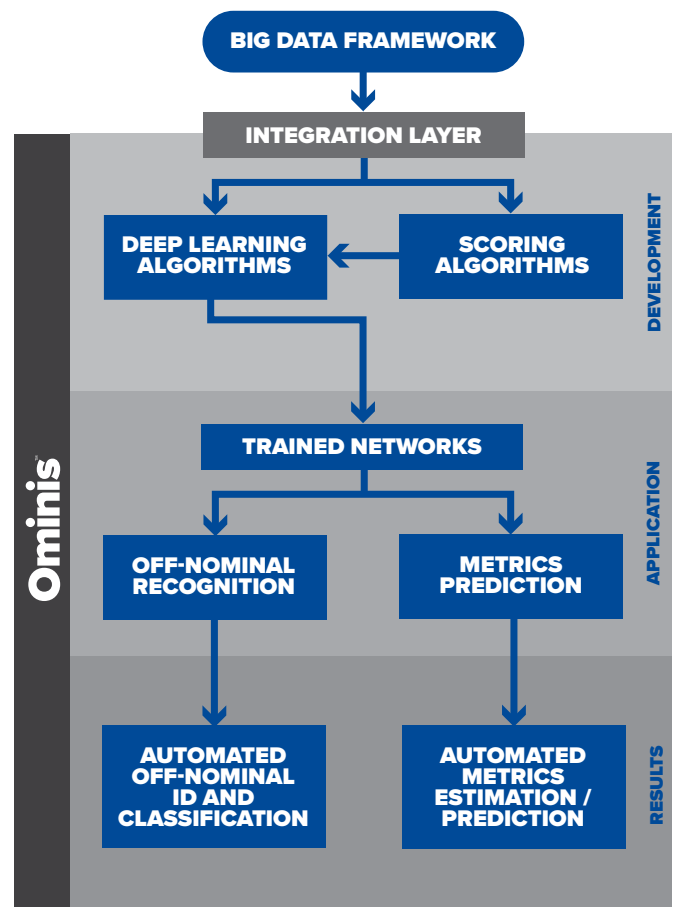 BIG DATA FRAMEWORK
INTEGRATION LAYER
DEEP LEARNING
ALGORITHMS
SCORING
ALGORITHMS
DEVELOPMENT
TRAINED NETWORKS
OFF-NOMINAL
RECOGNITION
METRICS
PREDICTION
APPLICATION
AUTOMATED
OFF-NOMINAL
ID AND
CLASSIFICATION
AUTOMATED
METRICS
ESTIMATION /
PREDICTION
RESULTS
Ominis™